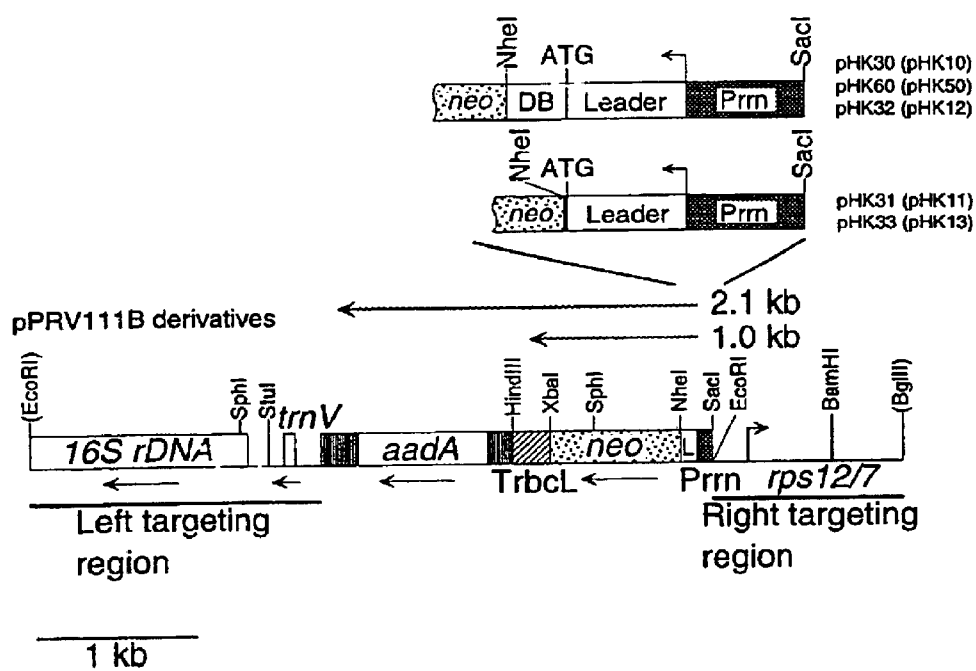 NheI ATG SacI
neo DB Leader Prrn
pHK30 (pHK10)
pHK60 (pHK50)
pHK32 (pHK12)
NheI ATG SacI
neo Leader Prrn
pHK31 (pHK11)
pHK33 (pHK13)
2.1 kb
pPRV111B derivatives
1.0 kb
(EcoRI) SphI StuI trnV HindIII XbaI SphI NheI SacI EcoRI BamHI (BglII)
16S rDNA aadA neo L
TrbcL Prrn rps12/7
Left targeting
region
Right targeting
region
1 kb